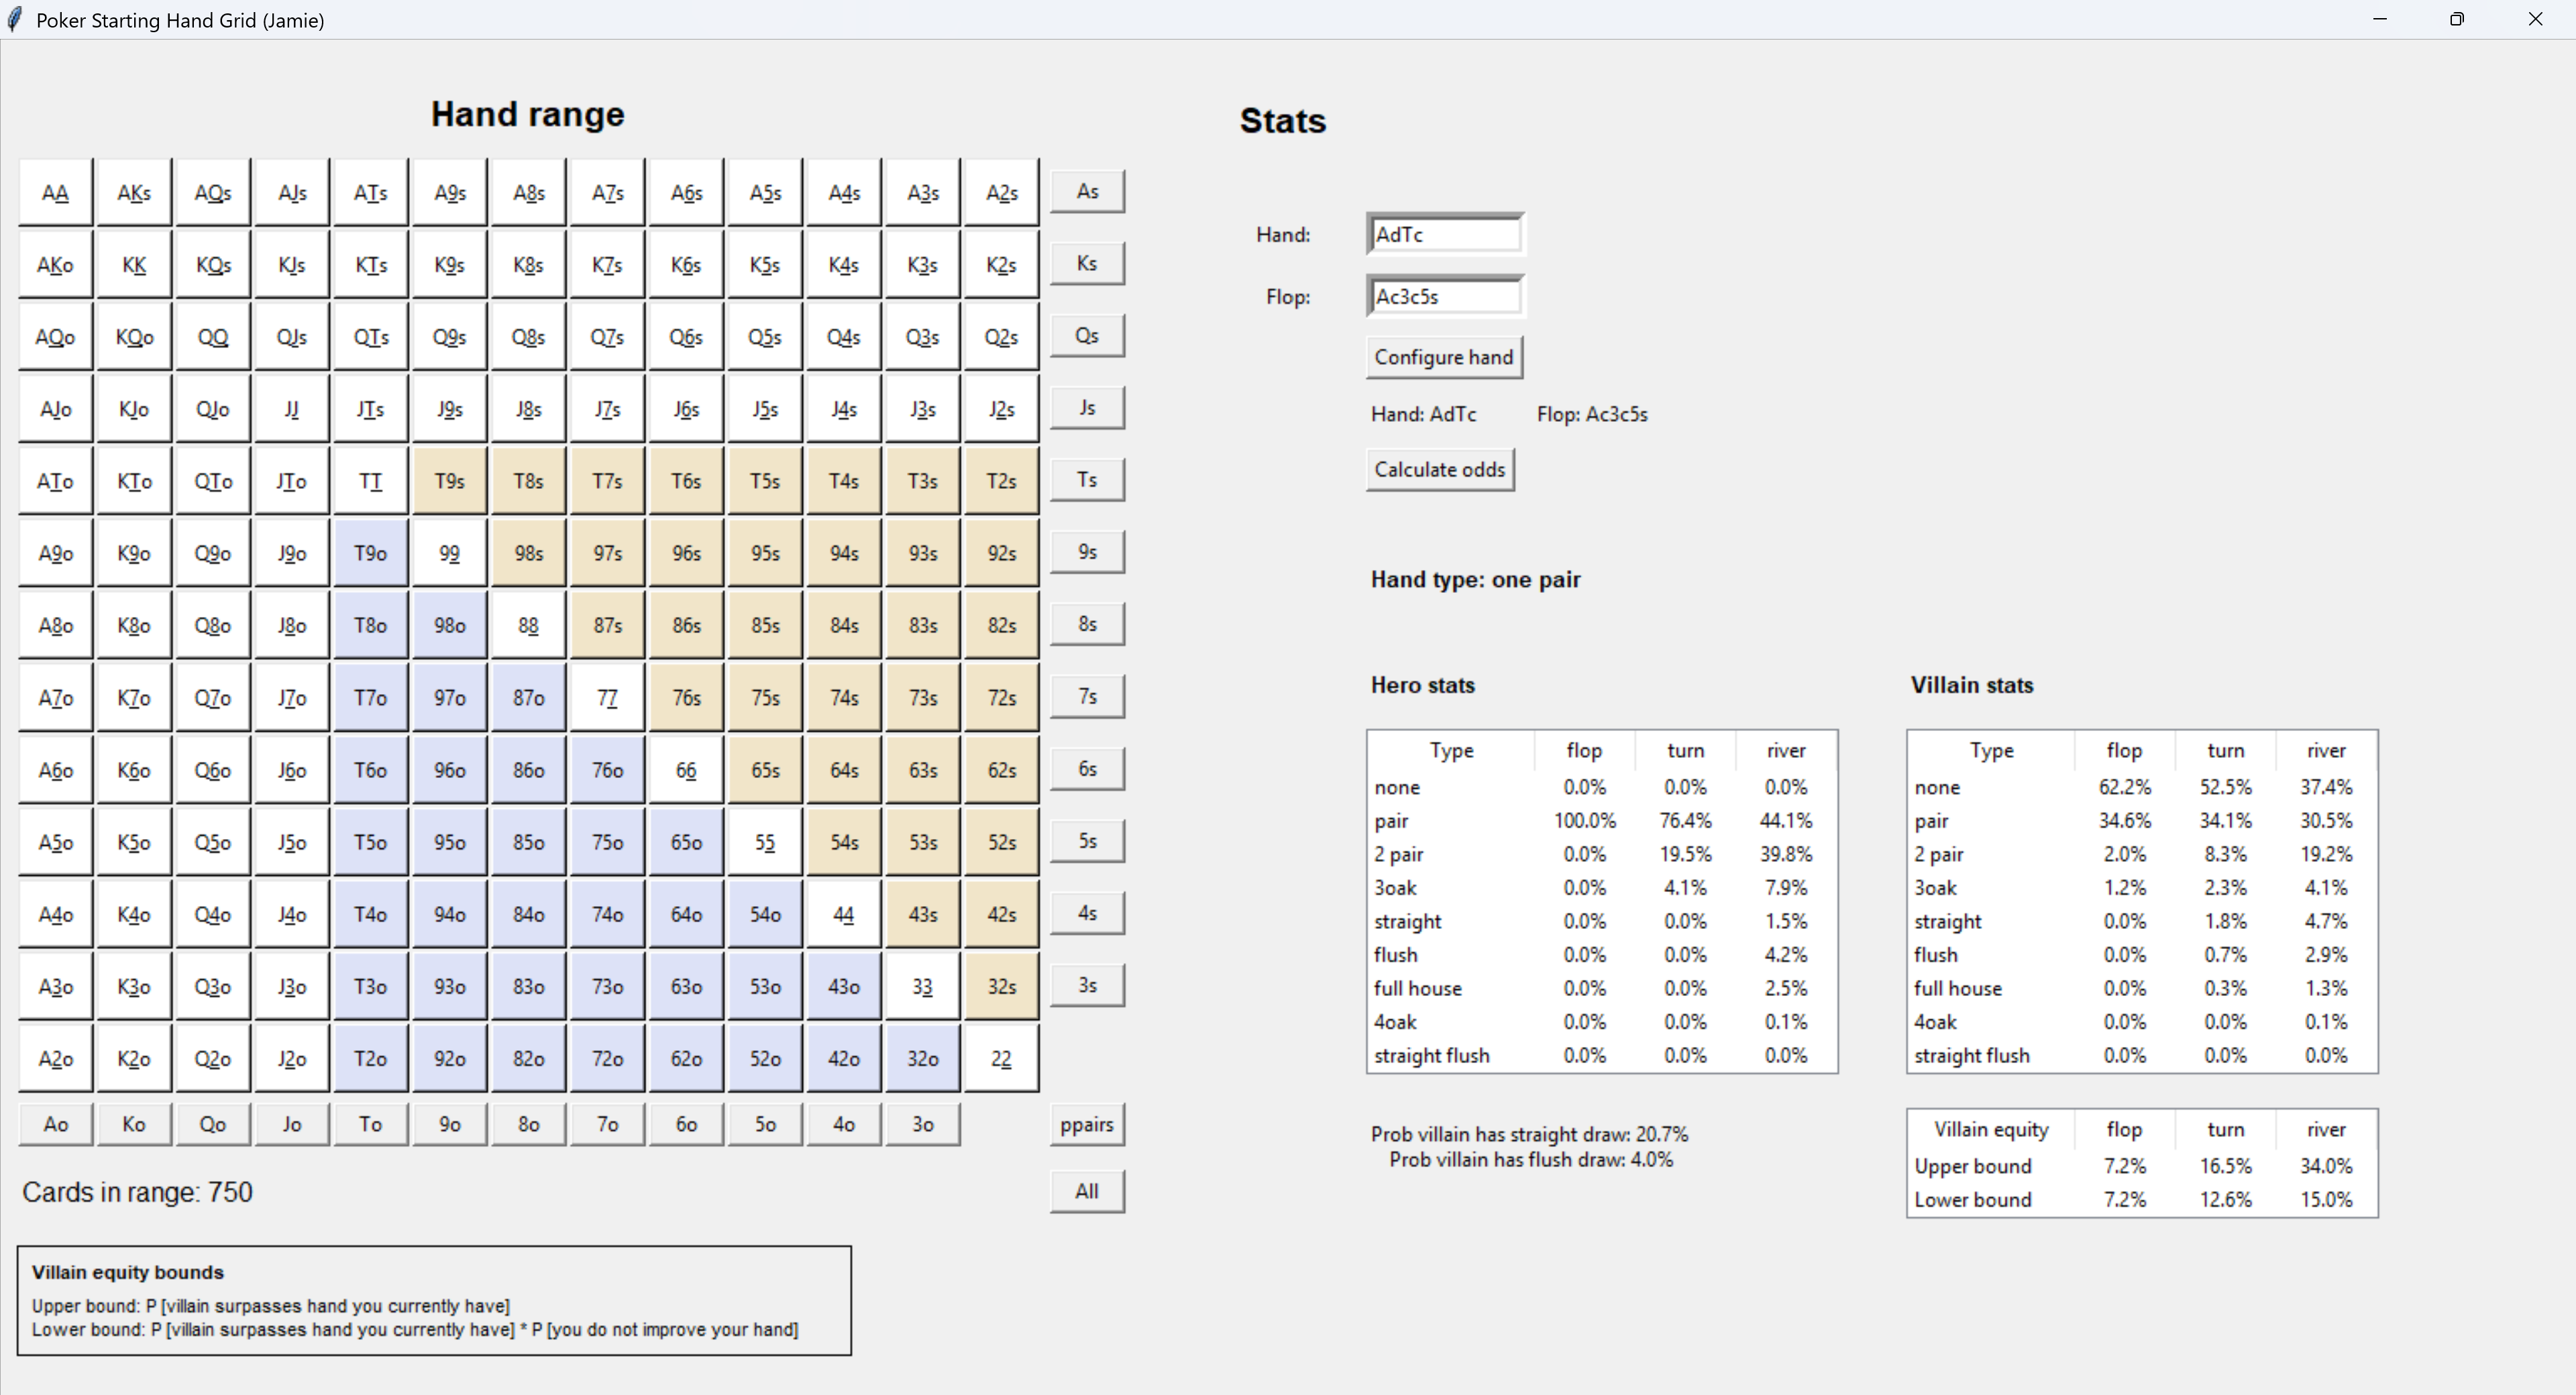 Poker Starting Hand Grid (Jamie)
Hand range
Stats
AA AKs AQs AJs ATs A9s A8s A7s A6s A5s A4s A3s A2s As
AKo KK KQs KJs KTs K9s K8s K7s K6s K5s K4s K3s K2s Ks
AQo KQo QQ QJs QTs Q9s Q8s Q7s Q6s Q5s Q4s Q3s Q2s Qs
AJo KJo QJo JJ JTs J9s J8s J7s J6s J5s J4s J3s J2s Js
ATo KTo QTo JTo TT T9s T8s T7s T6s T5s T4s T3s T2s Ts
A9o K9o Q9o J9o T9o 99 98s 97s 96s 95s 94s 93s 92s 9s
A8o K8o Q8o J8o T8o 98o 88 87s 86s 85s 84s 83s 82s 8s
A7o K7o Q7o J7o T7o 97o 87o 77 76s 75s 74s 73s 72s 7s
A6o K6o Q6o J6o T6o 96o 86o 76o 66 65s 64s 63s 62s 6s
A5o K5o Q5o J5o T5o 95o 85o 75o 65o 55 54s 53s 52s 5s
A4o K4o Q4o J4o T4o 94o 84o 74o 64o 54o 44 43s 42s 4s
A3o K3o Q3o J3o T3o 93o 83o 73o 63o 53o 43o 33 32s 3s
A2o K2o Q2o J2o T2o 92o 82o 72o 62o 52o 42o 32o 22
Ao Ko Qo Jo To 9o 8o 7o 6o 5o 4o 3o ppairs
Cards in range: 750 All
Villain equity bounds
Upper bound: P [villain surpasses hand you currently have]
Lower bound: P [villain surpasses hand you currently have] * P [you do not improve your hand]
Hand: AdTc
Flop: Ac3c5s
Configure hand
Hand: AdTc Flop: Ac3c5s
Calculate odds
Hand type: one pair
Hero stats
Type flop turn river
none 0.0% 0.0% 0.0%
pair 100.0% 76.4% 44.1%
2 pair 0.0% 19.5% 39.8%
3oak 0.0% 4.1% 7.9%
straight 0.0% 0.0% 1.5%
flush 0.0% 0.0% 4.2%
full house 0.0% 0.0% 2.5%
4oak 0.0% 0.0% 0.1%
straight flush 0.0% 0.0% 0.0%
Prob villain has straight draw: 20.7%
Prob villain has flush draw: 4.0%
Villain stats
Type flop turn river
none 62.2% 52.5% 37.4%
pair 34.6% 34.1% 30.5%
2 pair 2.0% 8.3% 19.2%
3oak 1.2% 2.3% 4.1%
straight 0.0% 1.8% 4.7%
flush 0.0% 0.7% 2.9%
full house 0.0% 0.3% 1.3%
4oak 0.0% 0.0% 0.1%
straight flush 0.0% 0.0% 0.0%
Villain equity flop turn river
Upper bound 7.2% 16.5% 34.0%
Lower bound 7.2% 12.6% 15.0%